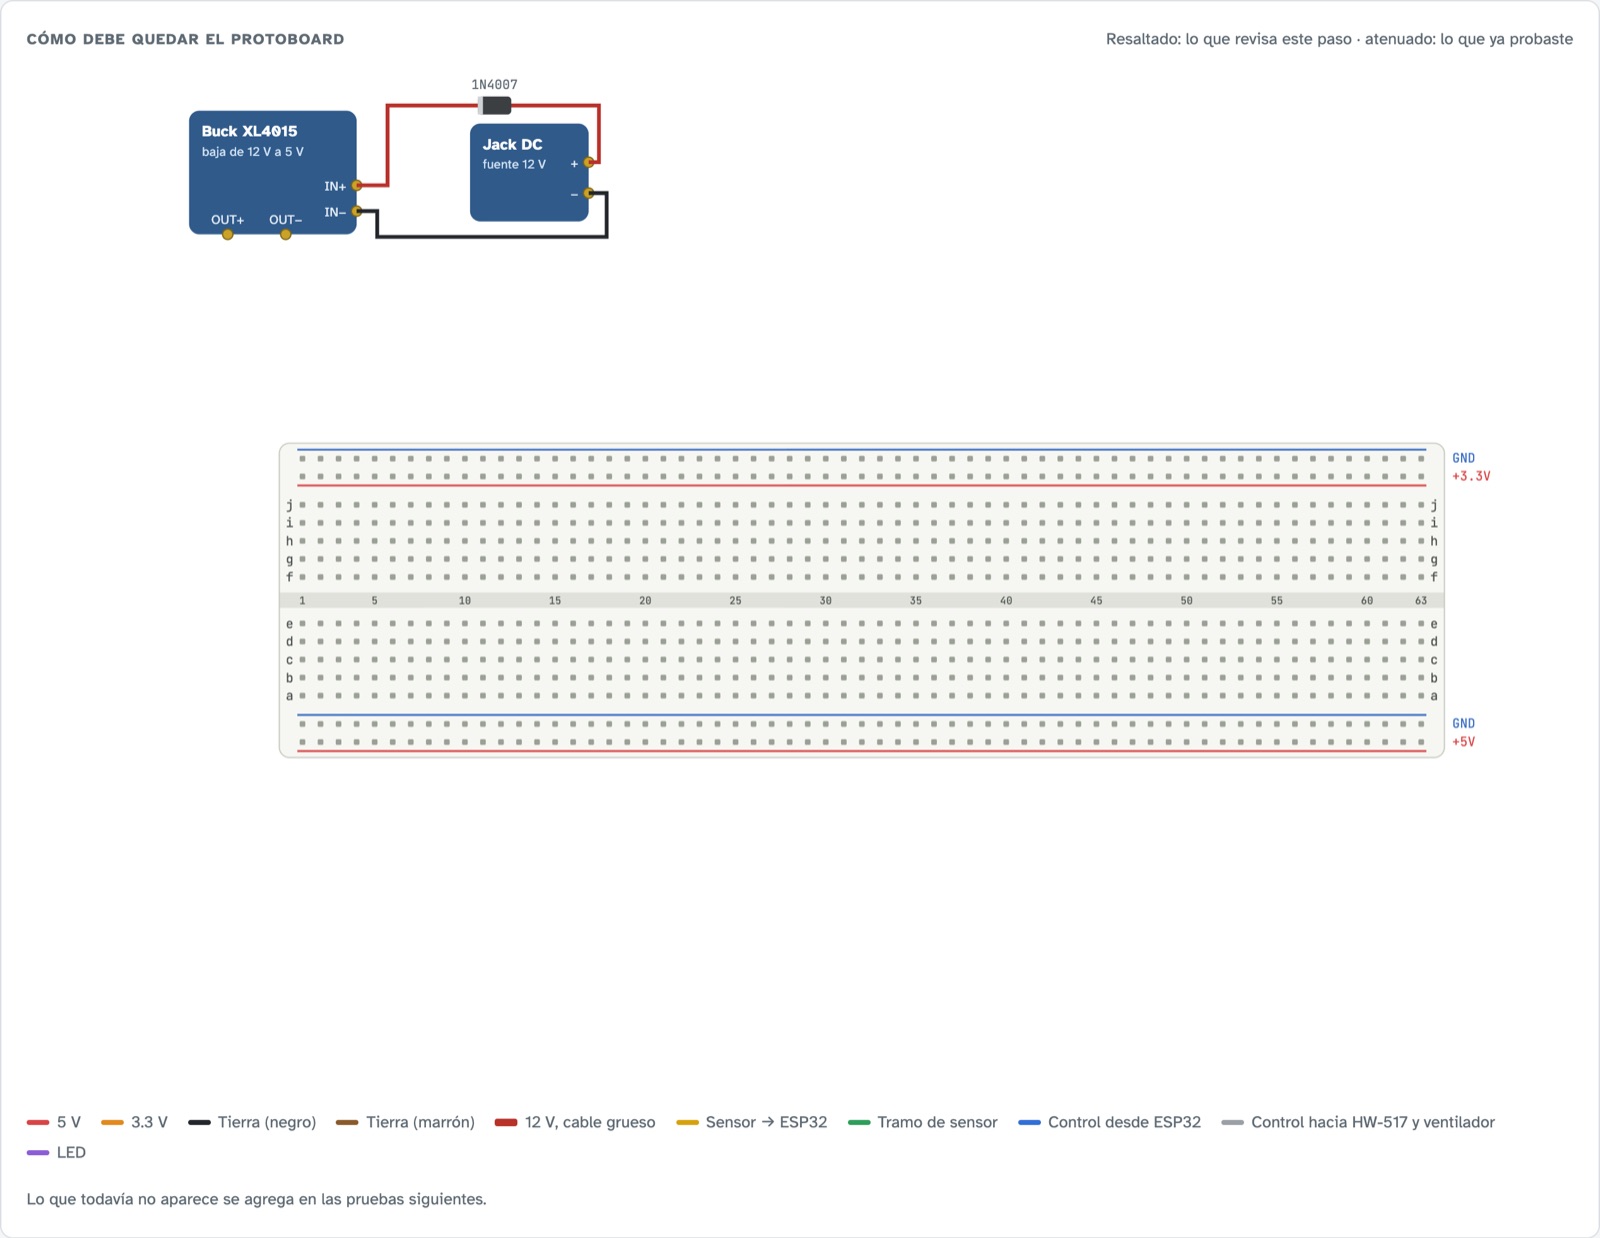 CÓMO DEBE QUEDAR EL PROTOBOARD
Resaltado: lo que revisa este paso · atenuado: lo que ya probaste
1N4007
Buck XL4015
baja de 12 V a 5 V
IN+
IN−
OUT+ OUT−
Jack DC
fuente 12 V
+
−
GND
+3.3V
j j
i i
h h
g g
f f
1 5 10 15 20 25 30 35 40 45 50 55 60 63
e e
d d
c c
b b
a a
GND
+5V
5 V 3.3 V Tierra (negro) Tierra (marrón) 12 V, cable grueso Sensor → ESP32 Tramo de sensor Control desde ESP32 Control hacia HW-517 y ventilador
LED
Lo que todavía no aparece se agrega en las pruebas siguientes.